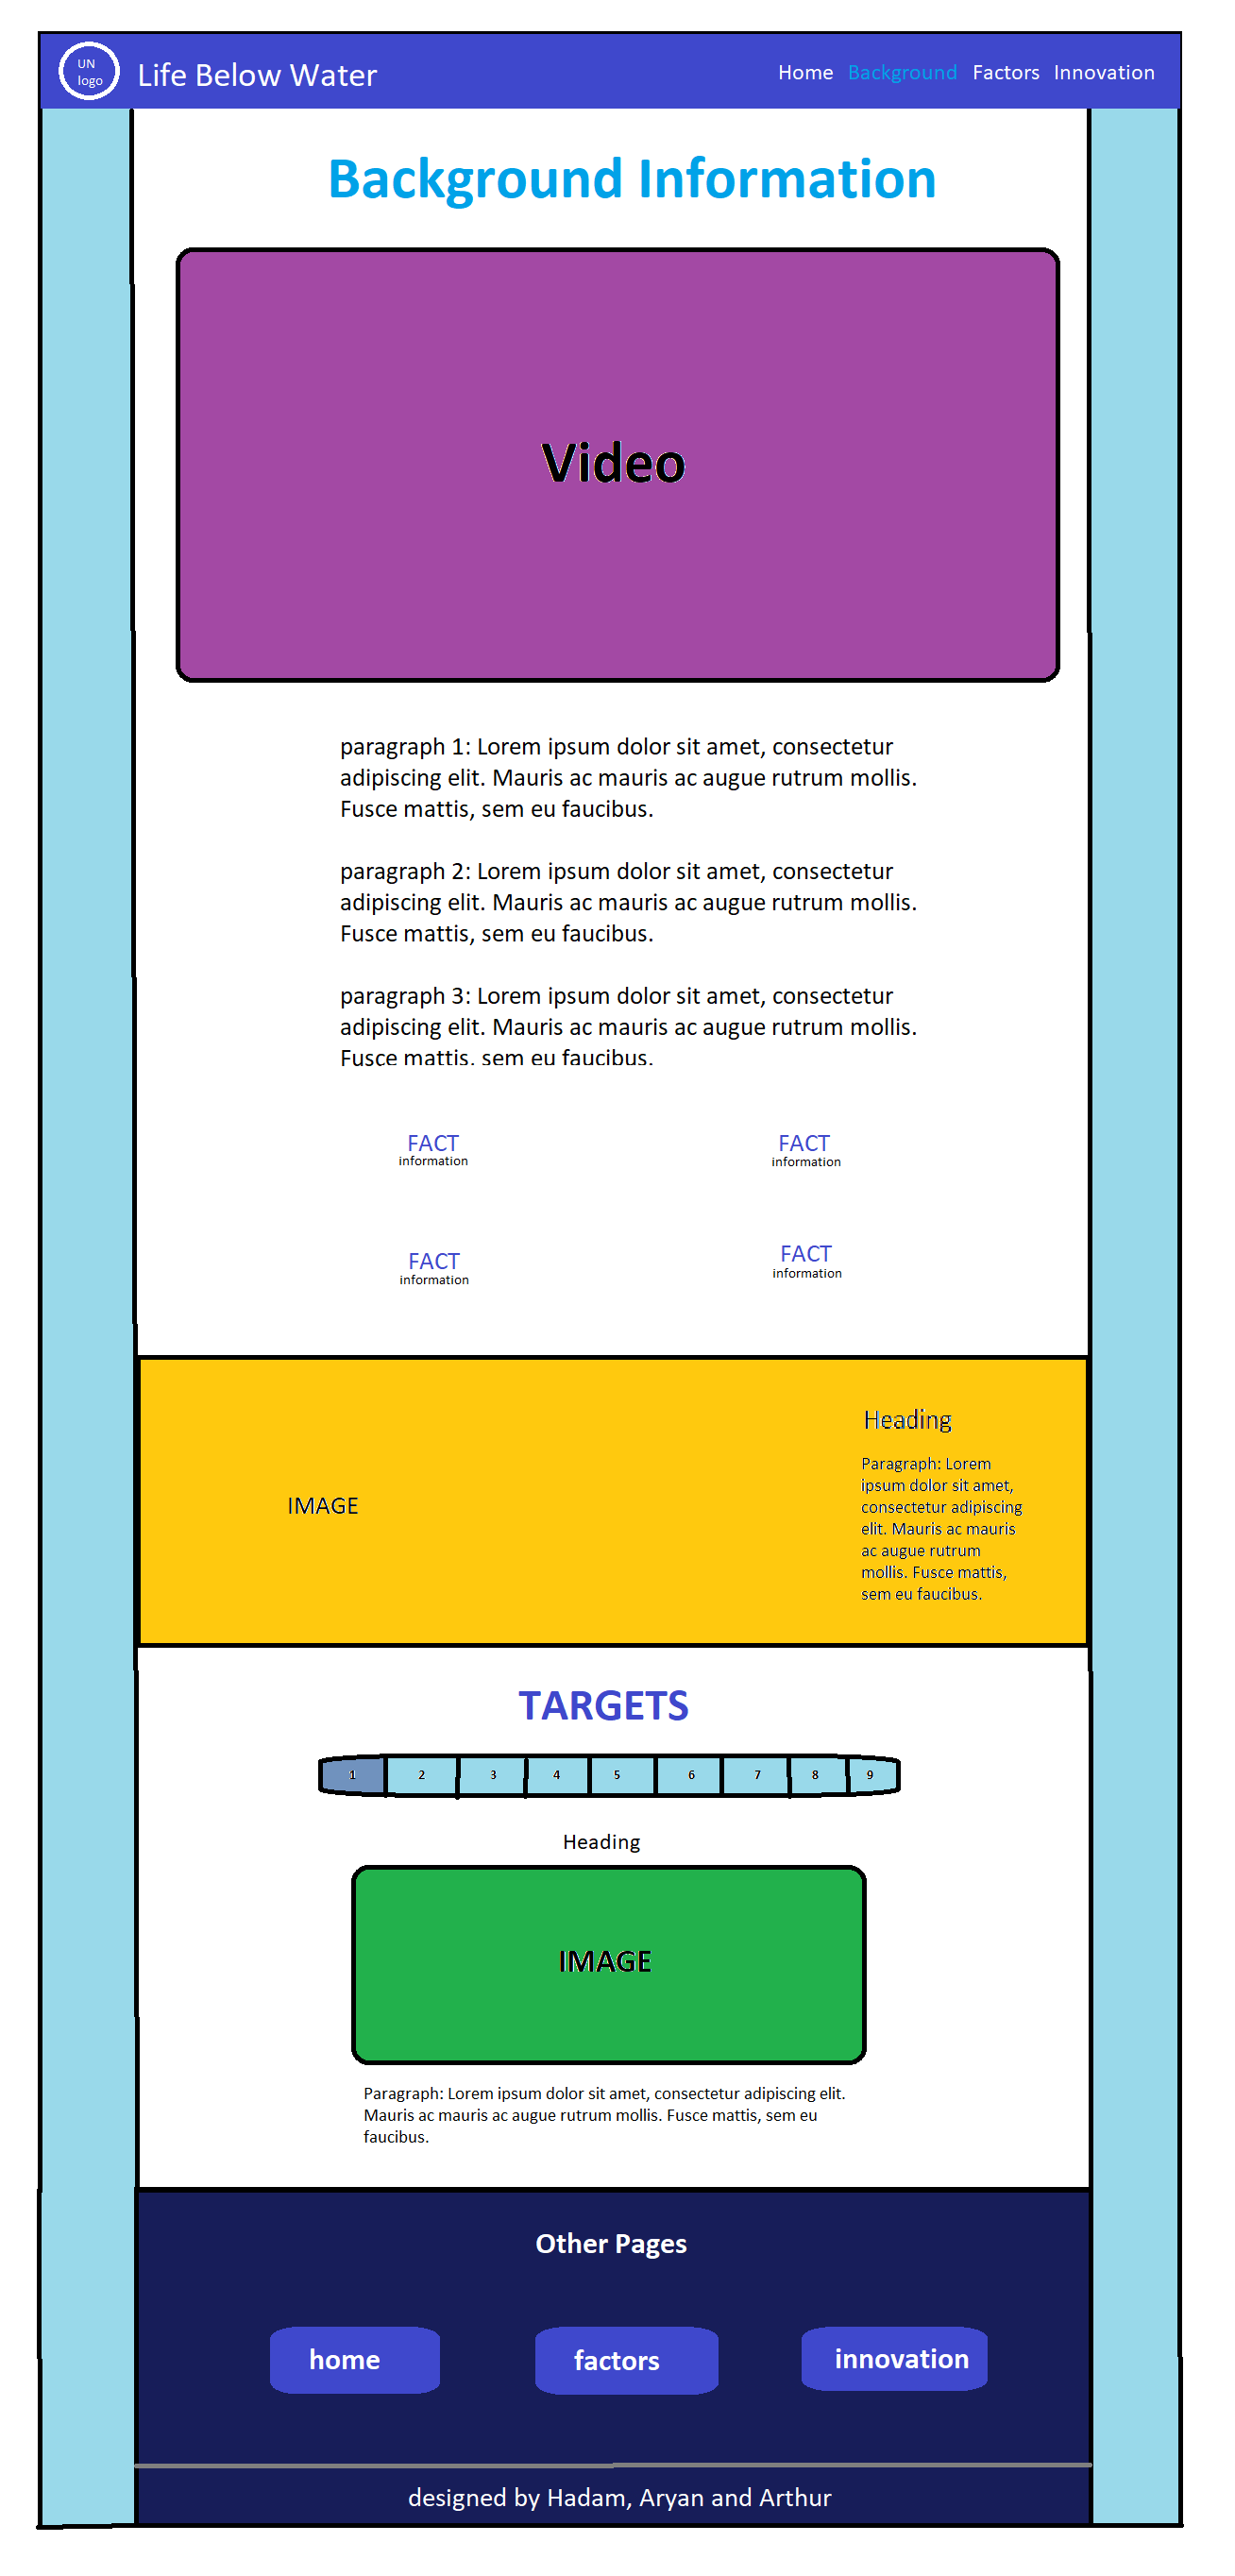 UN
logo
Life Below Water
Home Background Factors Innovation
Background Information
Video
paragraph 1: Lorem ipsum dolor sit amet, consectetur
adipiscing elit. Mauris ac mauris ac augue rutrum mollis.
Fusce mattis, sem eu faucibus.
paragraph 2: Lorem ipsum dolor sit amet, consectetur
adipiscing elit. Mauris ac mauris ac augue rutrum mollis.
Fusce mattis, sem eu faucibus.
paragraph 3: Lorem ipsum dolor sit amet, consectetur
adipiscing elit. Mauris ac mauris ac augue rutrum mollis.
Fusce mattis, sem eu faucibus.
FACT
information
FACT
information
FACT
information
FACT
information
IMAGE
Heading
Paragraph: Lorem
ipsum dolor sit amet,
consectetur adipiscing
elit. Mauris ac mauris
ac augue rutrum
mollis. Fusce mattis,
sem eu faucibus.
TARGETS
1 2 3 4 5 6 7 8 9
Heading
IMAGE
Paragraph: Lorem ipsum dolor sit amet, consectetur adipiscing elit.
Mauris ac mauris ac augue rutrum mollis. Fusce mattis, sem eu
faucibus.
Other Pages
home factors innovation
designed by Hadam, Aryan and Arthur